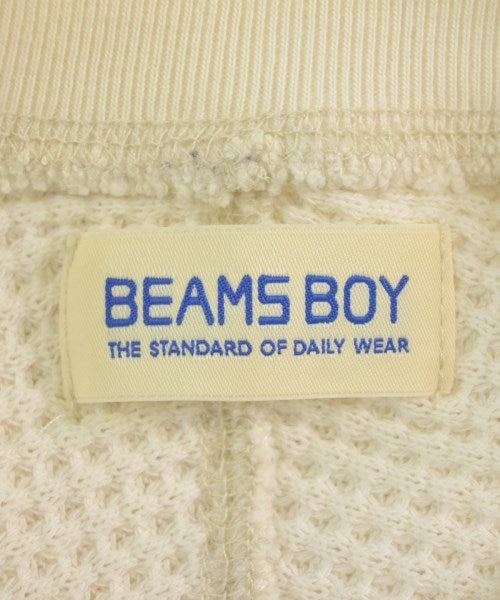 BEAMS BOY
THE STANDARD OF DAILY WEAR